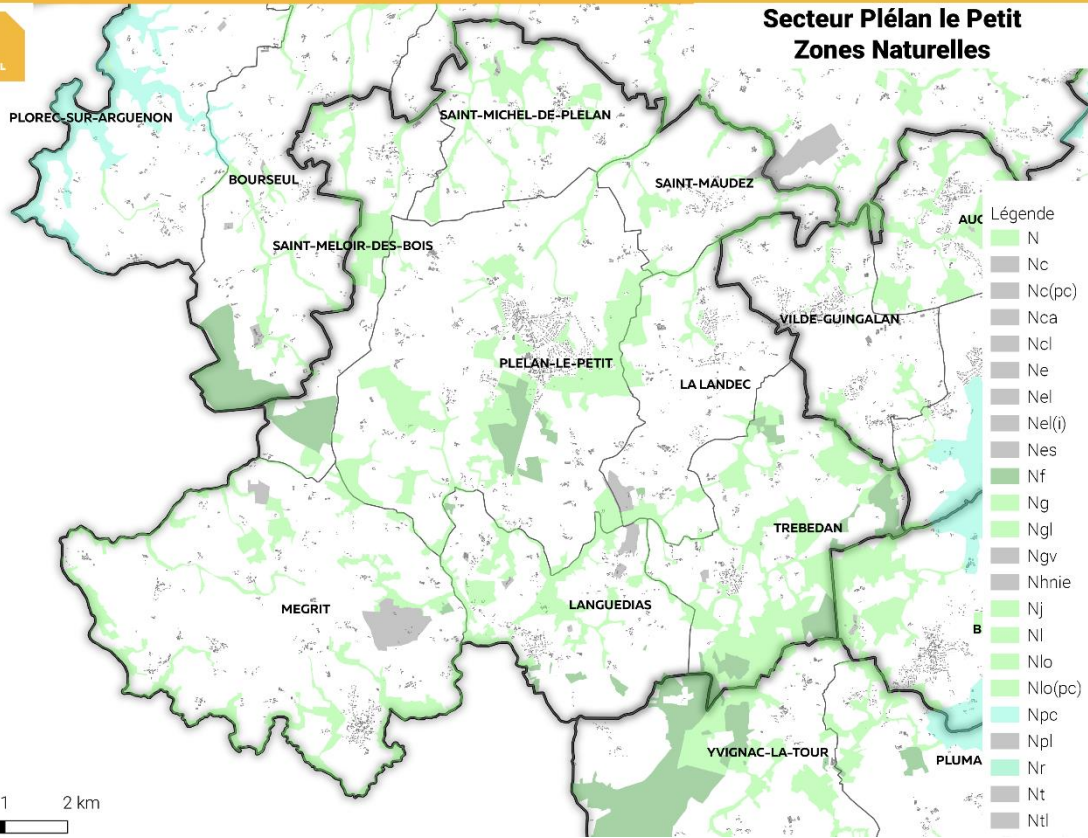 Secteur Plélan le Petit
Zones Naturelles
L
PLOREC-SUR-ARGUENON
SAINT-MICHEL-DE-PLELAN
BOURSEUL
SAINT-MAUDEZ
AUC
SAINT-MELOIR-DES-BOIS
VILDE-GUINGALAN
PLELAN-LE-PETIT
LA LANDEC
TREBEDAN
MEGRIT
LANGUEDIAS
B
YVIGNAC-LA-TOUR
PLUMA
Légende
N
Nc
Nc(pc)
Nca
Ncl
Ne
Nel
Nel(i)
Nes
Nf
Ng
Ngl
Ngv
Nhnie
Nj
Nl
Nlo
Nlo(pc)
Npc
Npl
Nr
Nt
Ntl
1 2 km